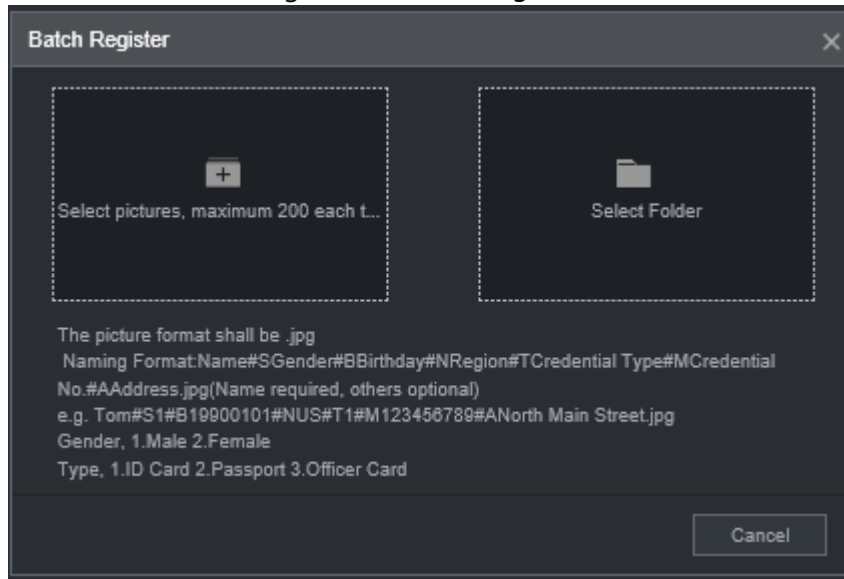 Batch Register
Select pictures, maximum 200 each t...
Select Folder
The picture format shall be .jpg
Naming Format:Name#SGender#BBirthday#NRegion#TCredential Type#MCredential
No.#AAddress.jpg(Name required, others optional)
e.g. Tom#S1#B19900101#NUS#T1#M123456789#ANorth Main Street.jpg
Gender, 1.Male 2.Female
Type, 1.ID Card 2.Passport 3.Officer Card
Cancel